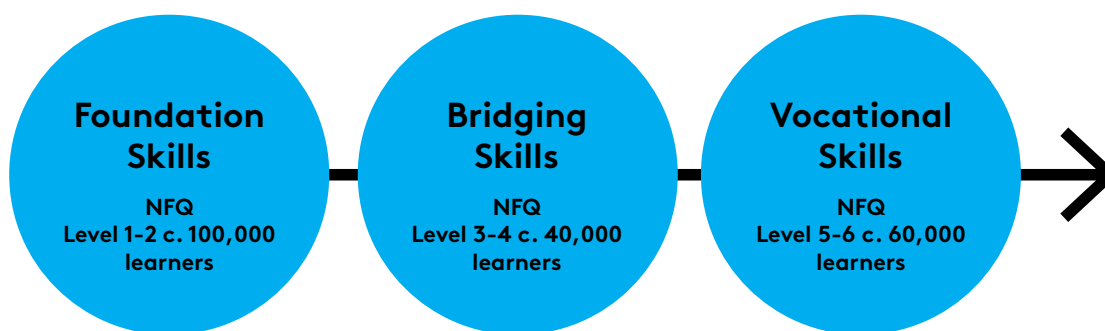 Foundation
Skills
NFQ
Level 1-2 c. 100,000
learners
Bridging
Skills
NFQ
Level 3-4 c. 40,000
learners
Vocational
Skills
NFQ
Level 5-6 c. 60,000
learners